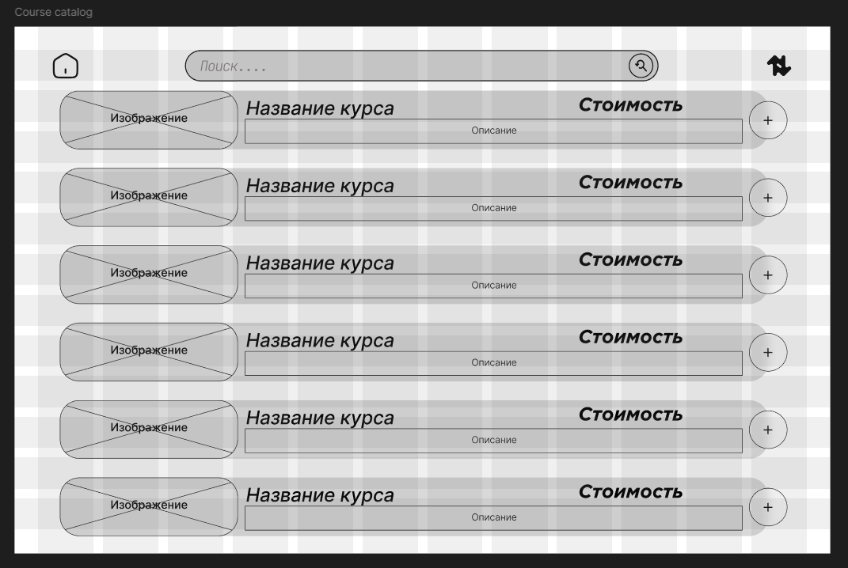 Course catalog
Поиск....
Изображение
Название курса
Стоимость
Описание
+
Изображение
Название курса
Стоимость
Описание
+
Изображение
Название курса
Стоимость
Описание
+
Изображение
Название курса
Стоимость
Описание
+
Изображение
Название курса
Стоимость
Описание
+
Изображение
Название курса
Стоимость
Описание
+